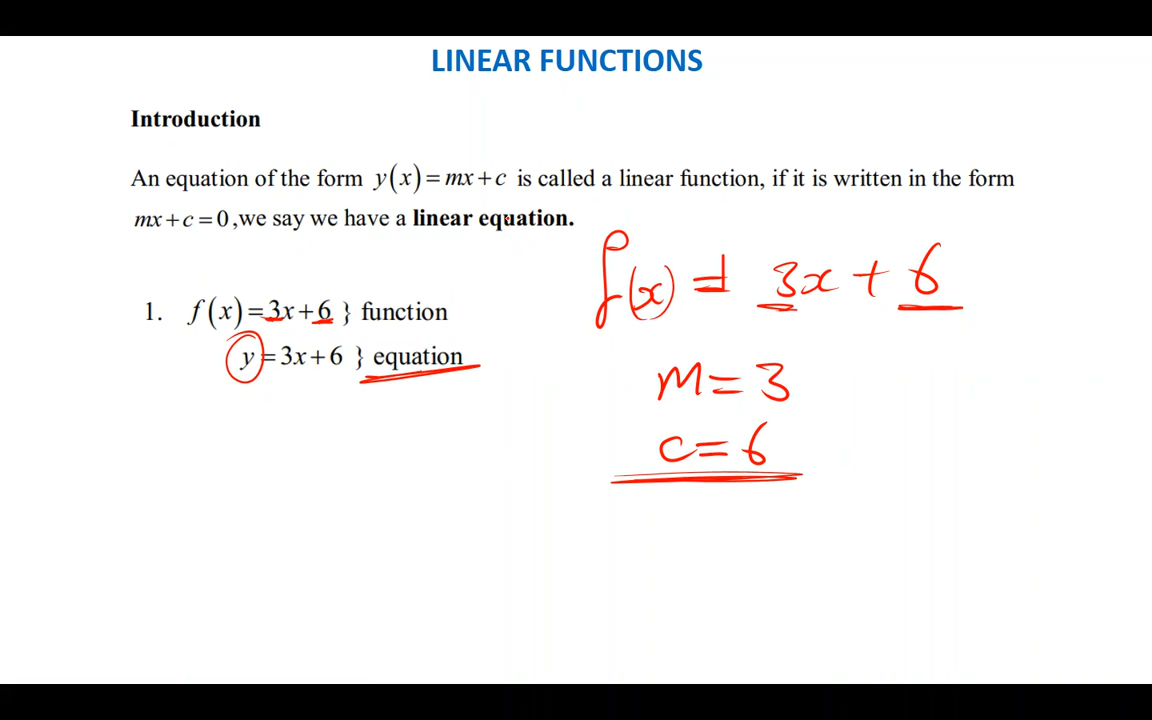 LINEAR FUNCTIONS
Introduction
An equation of the form y(x)=mx+c is called a linear function, if it is written in the form
mx+c=0,we say we have a linear equation.
1. f(x)=3x+6 } function
y=3x+6 } equation
f(x) = 3x + 6
m=3
c=6